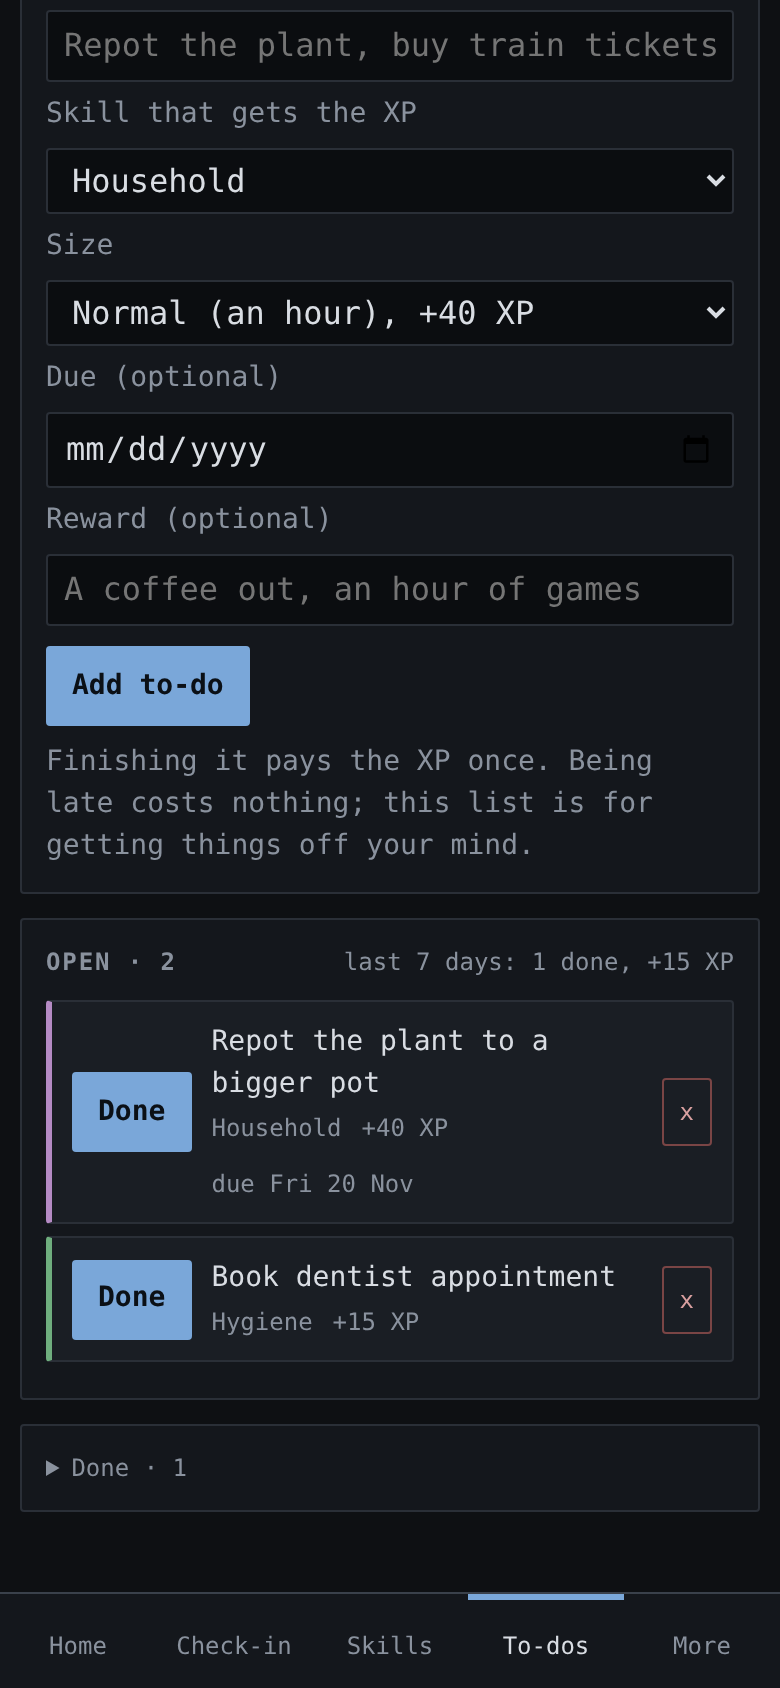 Repot the plant, buy train tickets
Skill that gets the XP
Household
Size
Normal (an hour), +40 XP
Due (optional)
mm/dd/yyyy
Reward (optional)
A coffee out, an hour of games
Add to-do
Finishing it pays the XP once. Being
late costs nothing; this list is for
getting things off your mind.
OPEN · 2 last 7 days: 1 done, +15 XP
Repot the plant to a
bigger pot
Done
x
Household +40 XP
due Fri 20 Nov
Book dentist appointment
Done
x
Hygiene +15 XP
Done · 1
Home Check-in Skills To-dos More